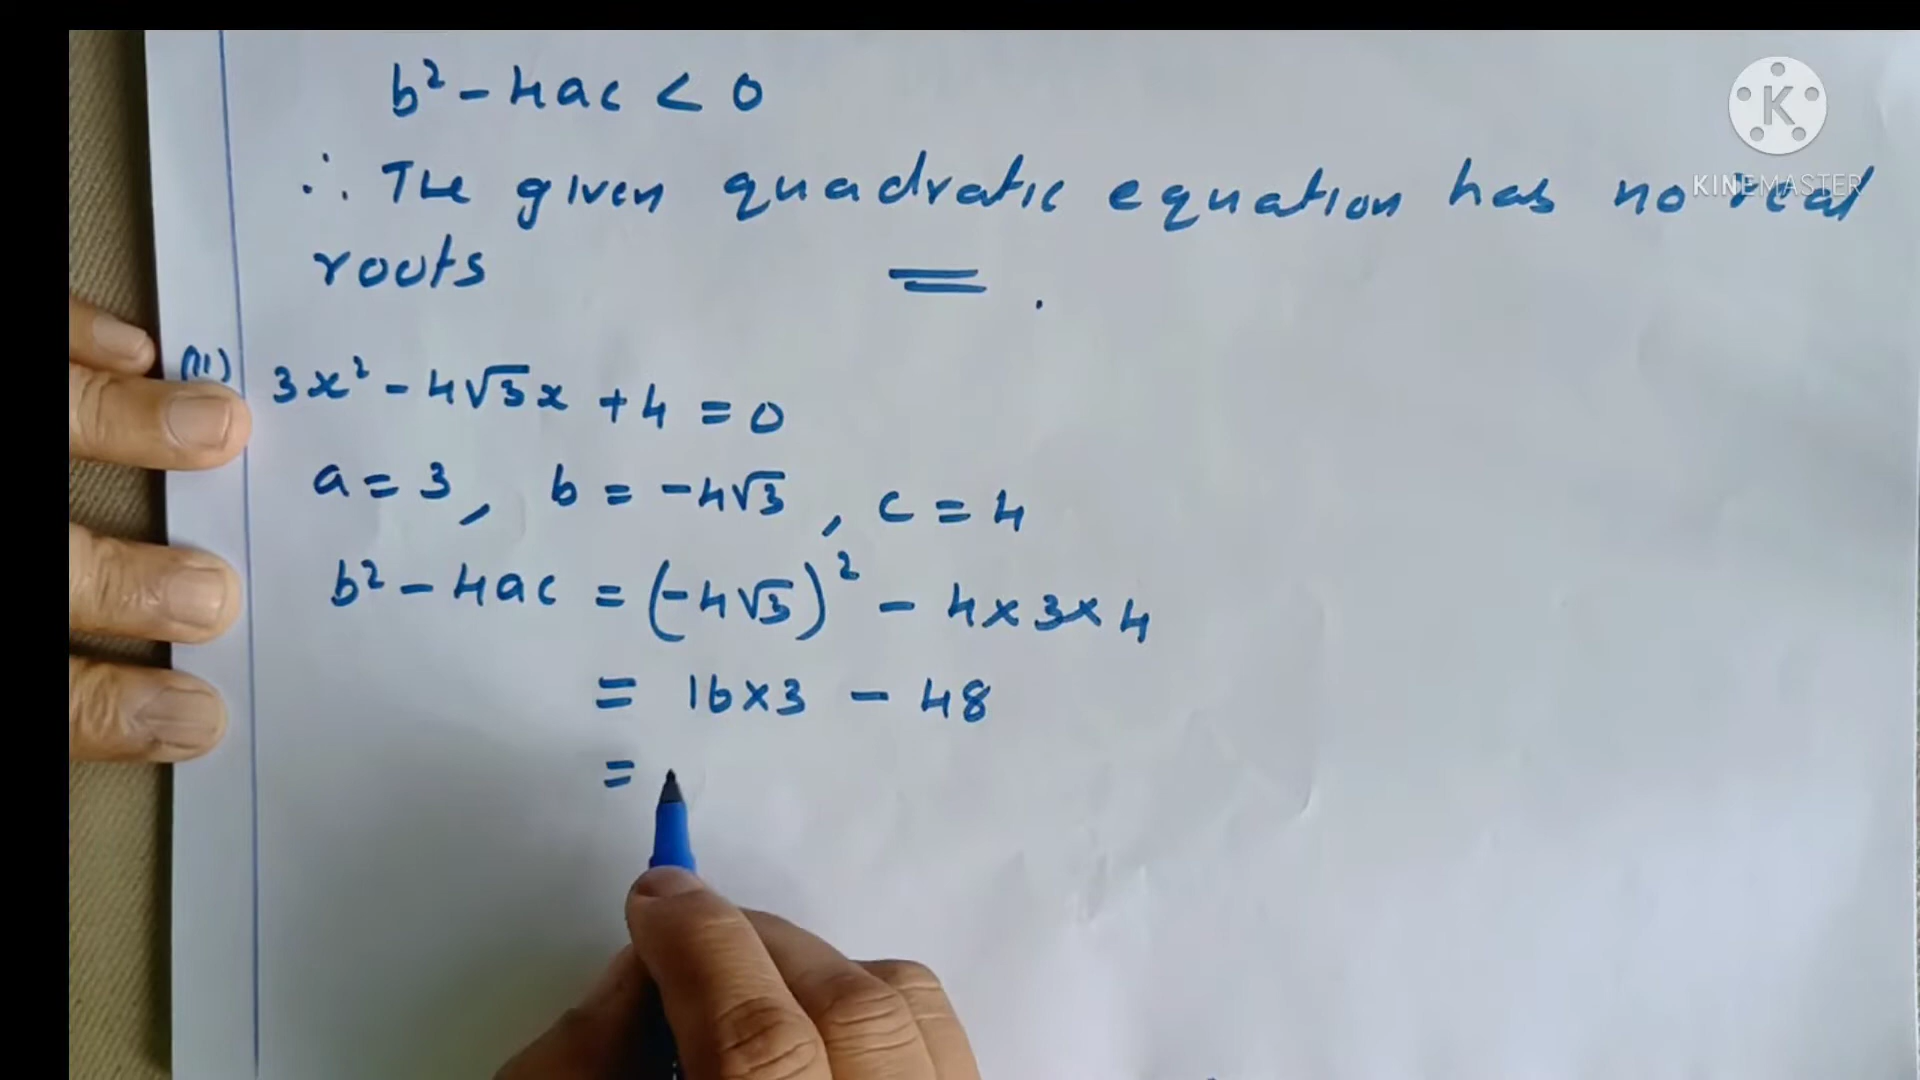 b² - 4ac < 0
K
KINEMASTER
∴ The given quadratic equation has no real
roots
(ii) 3x² - 4√3x + 4 = 0
a = 3, b = -4√3, c = 4
b² - 4ac = (-4√3)² - 4×3×4
= 16×3 - 48
=